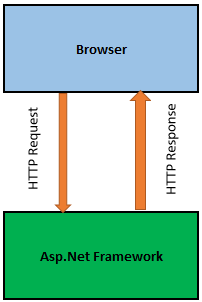 Browser
HTTP Request
HTTP Response
Asp.Net Framework